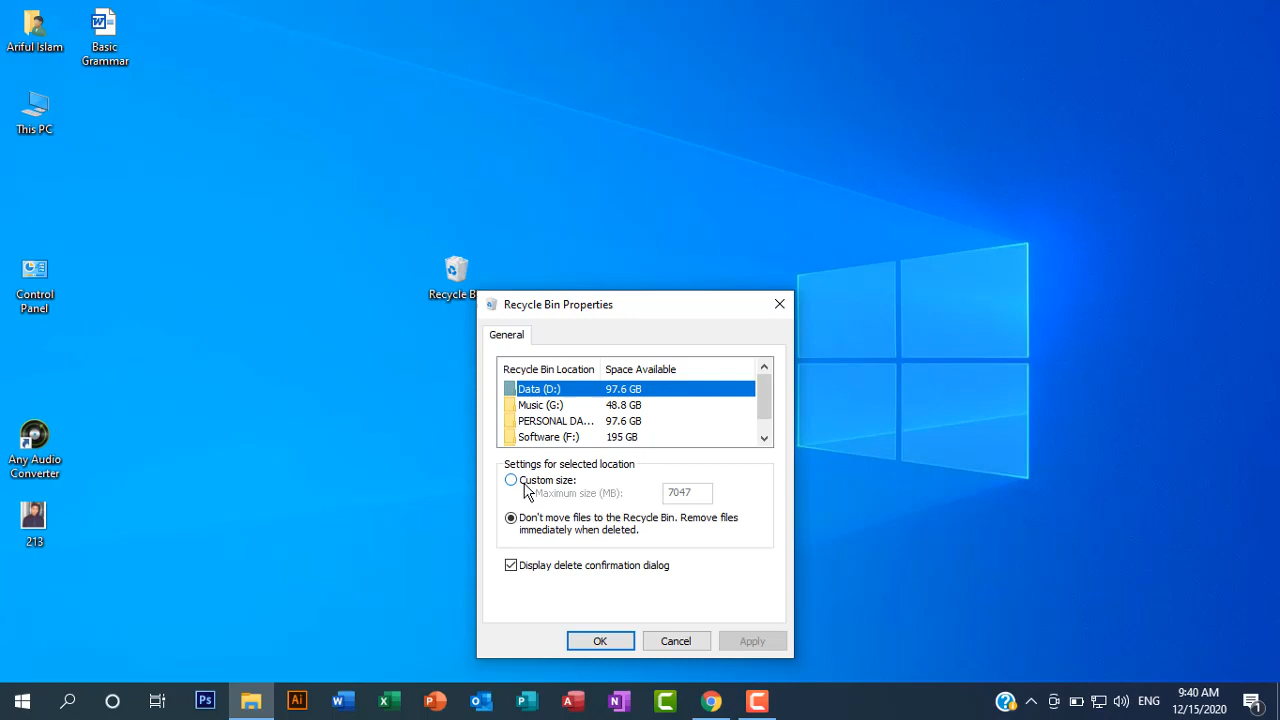 Ariful Islam
Basic
Grammar
This PC
Control
Panel
Recycle B
Any Audio
Converter
213
Recycle Bin Properties
General
Recycle Bin Location Space Available
Data (D:) 97.6 GB
Music (G:) 48.8 GB
PERSONAL DA... 97.6 GB
Software (F:) 195 GB
Settings for selected location
Custom size:
Maximum size (MB): 7047
Don't move files to the Recycle Bin. Remove files
immediately when deleted.
Display delete confirmation dialog
OK Cancel Apply
Ps Ai ENG
9:40 AM
12/15/2020
1